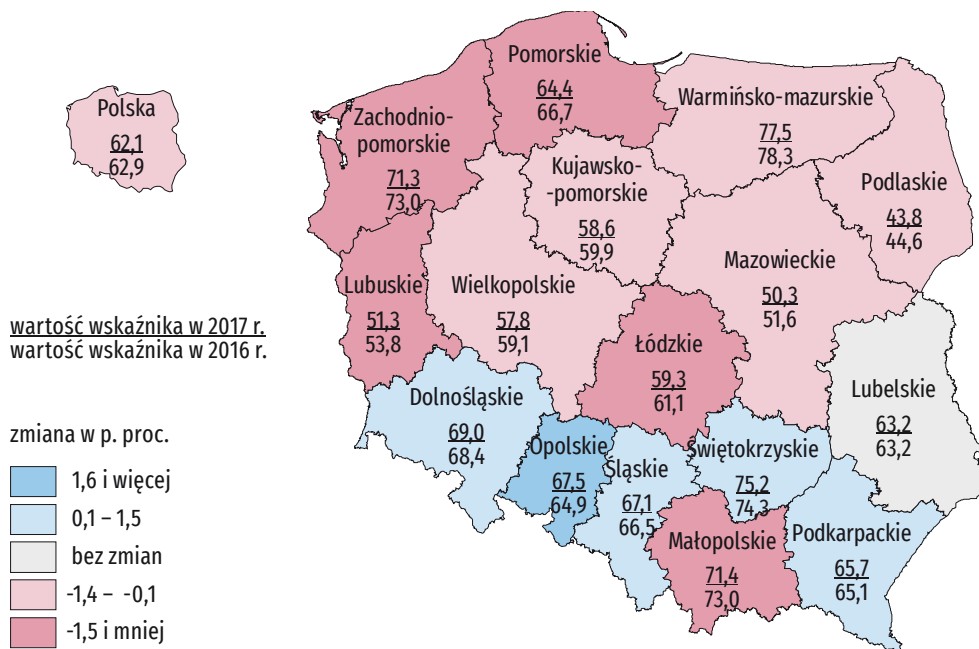 Polska
62,1
62,9
wartość wskaźnika w 2017 r.
wartość wskaźnika w 2016 r.
zmiana w p. proc.
1,6 i więcej
0,1 – 1,5
bez zmian
-1,4 – -0,1
-1,5 i mniej
Pomorskie
64,4
66,7
Zachodnio-
pomorskie
71,3
73,0
Warmińsko-mazurskie
77,5
78,3
Kujawsko-
-pomorskie
58,6
59,9
Podlaskie
43,8
44,6
Lubuskie
51,3
53,8
Wielkopolskie
57,8
59,1
Mazowieckie
50,3
51,6
Łódzkie
59,3
61,1
Lubelskie
63,2
63,2
Dolnośląskie
69,0
68,4
Opolskie
67,5
64,9
Śląskie
67,1
66,5
Świętokrzyskie
75,2
74,3
Małopolskie
71,4
73,0
Podkarpackie
65,7
65,1